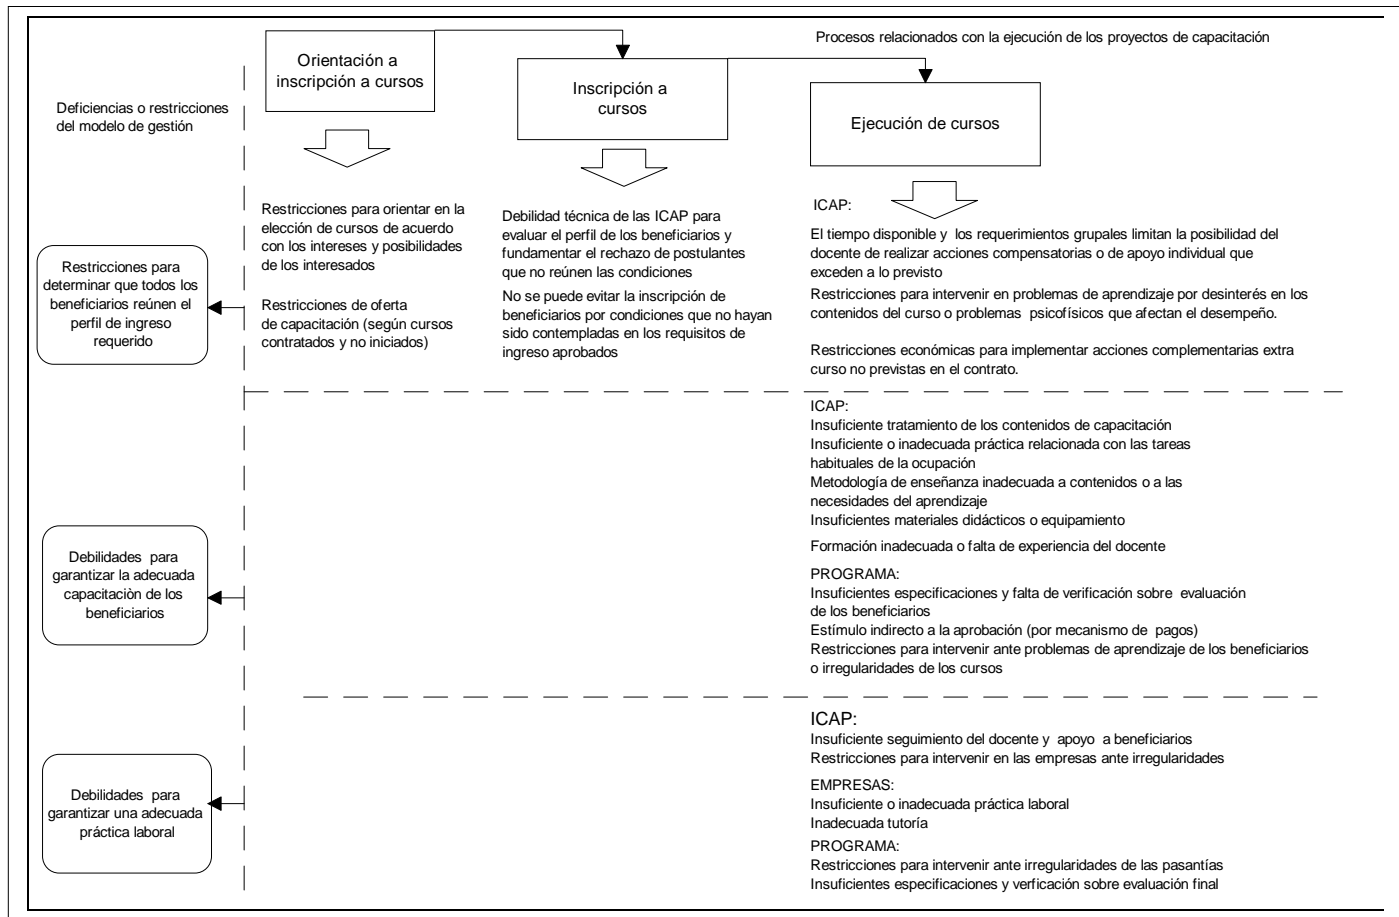 Procesos relacionados con la ejecución de los proyectos de capacitación
Orientación a
inscripción a cursos
Inscripción a
cursos
Ejecución de cursos
Deficiencias o restricciones
del modelo de gestión
Restricciones para
determinar que todos los
beneficiarios reúnen el
perfil de ingreso
requerido
Restricciones para orientar en la
elección de cursos de acuerdo
con los intereses y posibilidades
de los interesados
Restricciones de oferta
de capacitación (según cursos
contratados y no iniciados)
Debilidad técnica de las ICAP para
evaluar el perfil de los beneficiarios y
fundamentar el rechazo de postulantes
que no reúnen las condiciones
No se puede evitar la inscripción de
beneficiarios por condiciones que no hayan
sido contempladas en los requisitos de
ingreso aprobados
ICAP:
El tiempo disponible y los requerimientos grupales limitan la posibilidad del
docente de realizar acciones compensatorias o de apoyo individual que
exceden a lo previsto
Restricciones para intervenir en problemas de aprendizaje por desinterés en los
contenidos del curso o problemas psicofísicos que afectan el desempeño.
Restricciones económicas para implementar acciones complementarias extra
curso no previstas en el contrato.
Debilidades para
garantizar la adecuada
capacitaciòn de los
beneficiarios
ICAP:
Insuficiente tratamiento de los contenidos de capacitación
Insuficiente o inadecuada práctica relacionada con las tareas
habituales de la ocupación
Metodología de enseñanza inadecuada a contenidos o a las
necesidades del aprendizaje
Insuficientes materiales didácticos o equipamiento
Formación inadecuada o falta de experiencia del docente
PROGRAMA:
Insuficientes especificaciones y falta de verificación sobre evaluación
de los beneficiarios
Estímulo indirecto a la aprobación (por mecanismo de pagos)
Restricciones para intervenir ante problemas de aprendizaje de los beneficiarios
o irregularidades de los cursos
Debilidades para
garantizar una adecuada
práctica laboral
ICAP:
Insuficiente seguimiento del docente y apoyo a beneficiarios
Restricciones para intervenir en las empresas ante irregularidades
EMPRESAS:
Insuficiente o inadecuada práctica laboral
Inadecuada tutoría
PROGRAMA:
Restricciones para intervenir ante irregularidades de las pasantías
Insuficientes especificaciones y verficación sobre evaluación final